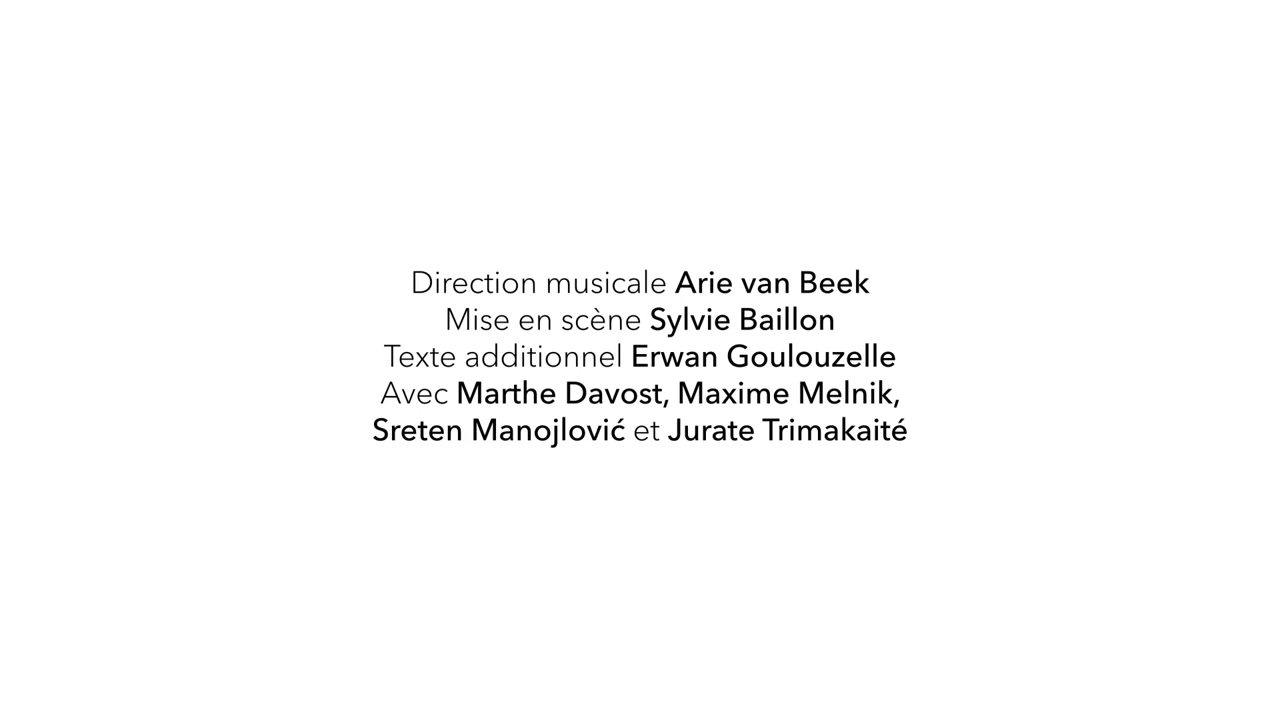 Direction musicale Arie van Beek
Mise en scène Sylvie Baillon
Texte additionnel Erwan Goulouzelle
Avec Marthe Davost, Maxime Melnik,
Sreten Manojlović et Jurate Trimakaité